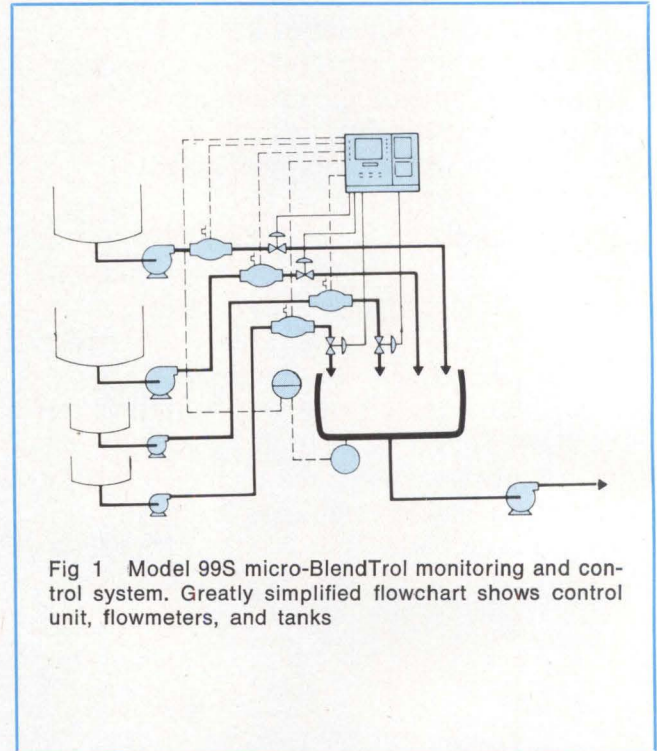 Fig 1 Model 99S micro-BlendTrol monitoring and con-
trol system. Greatly simplified flowchart shows control
unit, flowmeters, and tanks